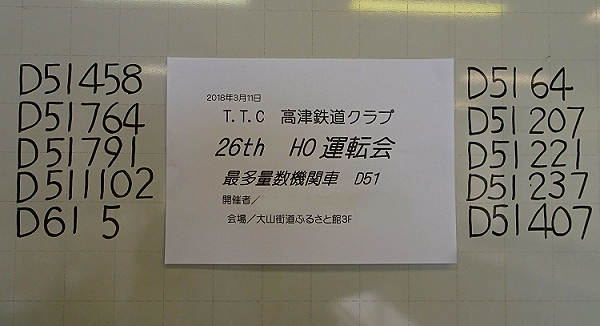 D51458
D51764
D51791
D511102
D61 5
2018年3月11日
T.T.C 高津鉄道クラブ
26th HO運転会
最多量数機関車 D51
開催者/
会場/大山街道ふるさと館3F
D51 64
D51 207
D51 221
D51 237
D51407